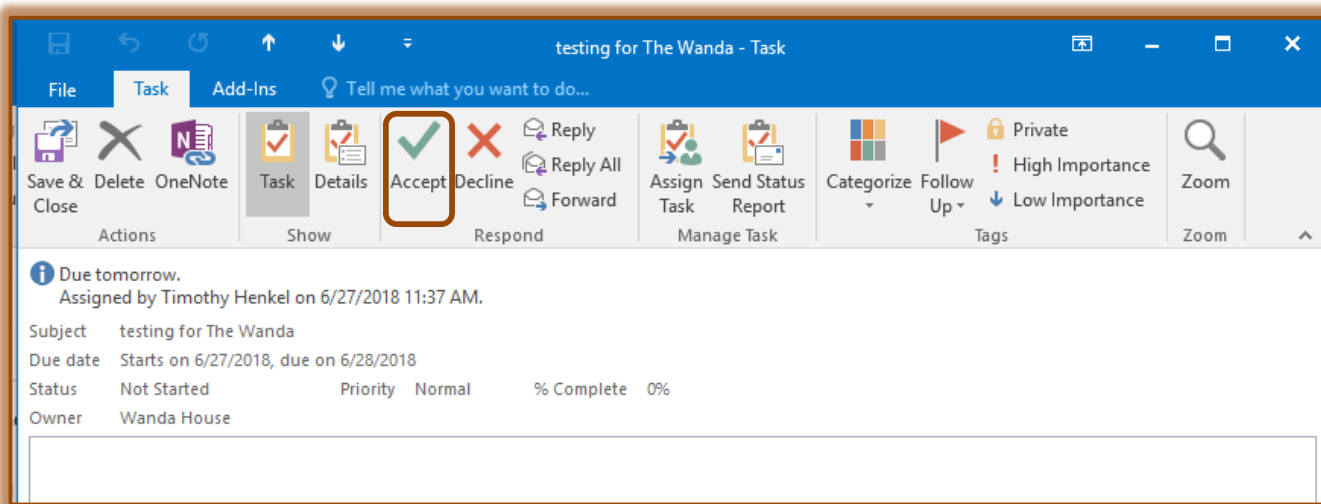 testing for The Wanda - Task
File Task Add-Ins Tell me what you want to do...
Save & Close
Delete
OneNote
Actions
Task
Details
Show
Accept
Decline
Reply
Reply All
Forward
Respond
Assign Task
Send Status Report
Manage Task
Categorize
Follow Up
Private
! High Importance
Low Importance
Tags
Zoom
Zoom
Due tomorrow.
Assigned by Timothy Henkel on 6/27/2018 11:37 AM.
Subject testing for The Wanda
Due date Starts on 6/27/2018, due on 6/28/2018
Status Not Started Priority Normal % Complete 0%
Owner Wanda House